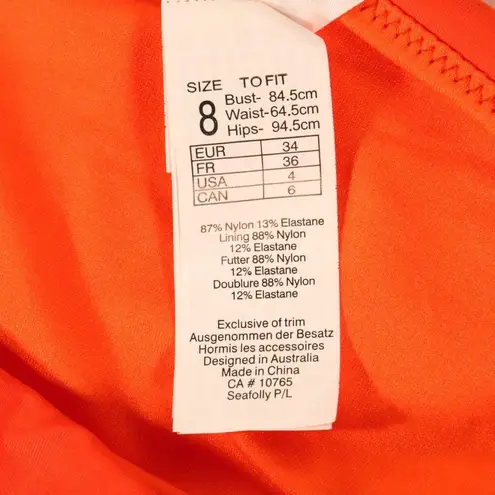 SIZE TO FIT
8 Bust- 84.5cm
Waist-64.5cm
Hips- 94.5cm
EUR 34
FR 36
USA 4
CAN 6
87% Nylon 13% Elastane
Lining 88% Nylon
12% Elastane
Futter 88% Nylon
12% Elastane
Doublure 88% Nylon
12% Elastane
Exclusive of trim
Ausgenommen der Besatz
Hormis les accessoires
Designed in Australia
Made in China
CA # 10765
Seafolly P/L